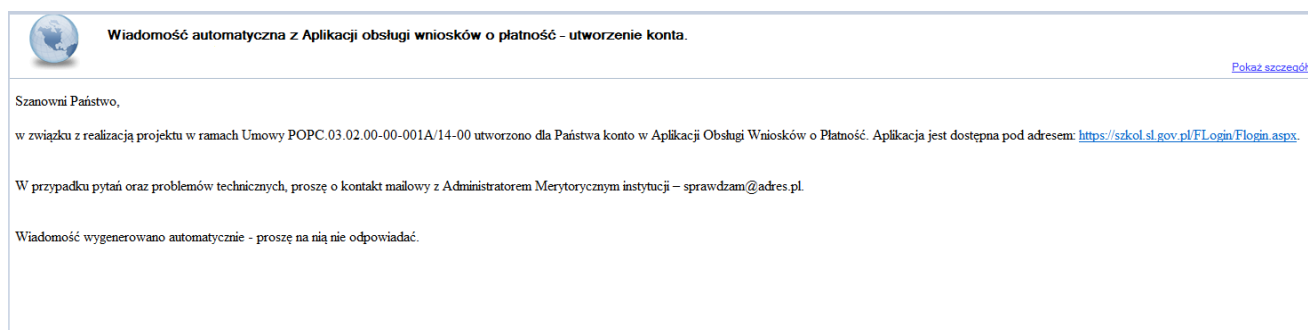 Wiadomość automatyczna z Aplikacji obsługi wniosków o płatność - utworzenie konta.
Pokaż szczegół
Szanowni Państwo,
w związku z realizacją projektu w ramach Umowy POPC.03.02.00-00-001A/14-00 utworzono dla Państwa konto w Aplikacji Obsługi Wniosków o Płatność. Aplikacja jest dostępna pod adresem: https://szkol.sl.gov.pl/FLogin/Flogin.aspx.
W przypadku pytań oraz problemów technicznych, proszę o kontakt mailowy z Administratorem Merytorycznym instytucji – sprawdzam@adres.pl.
Wiadomość wygenerowano automatycznie - proszę na nią nie odpowiadać.